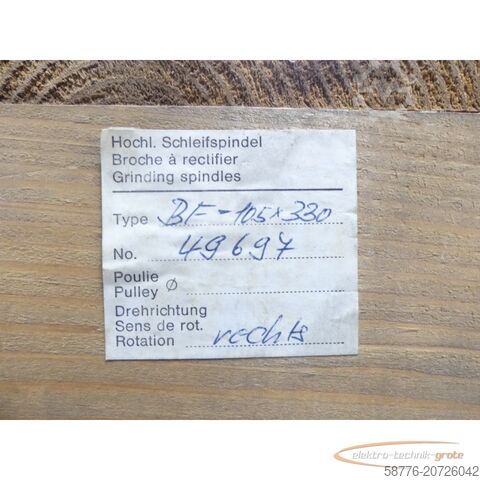 Hochl. Schleifspindel
Broche à rectifier
Grinding spindles
Type BF-105x330
No. 49697
Poulie
Pulley Ø
Drehrichtung
Sens de rot.
Rotation rechts
elektro-technik-grote
58776-20726042